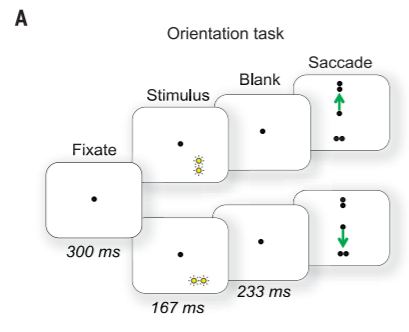 A
Orientation task
Saccade
Blank
Stimulus
Fixate
300 ms
167 ms
233 ms